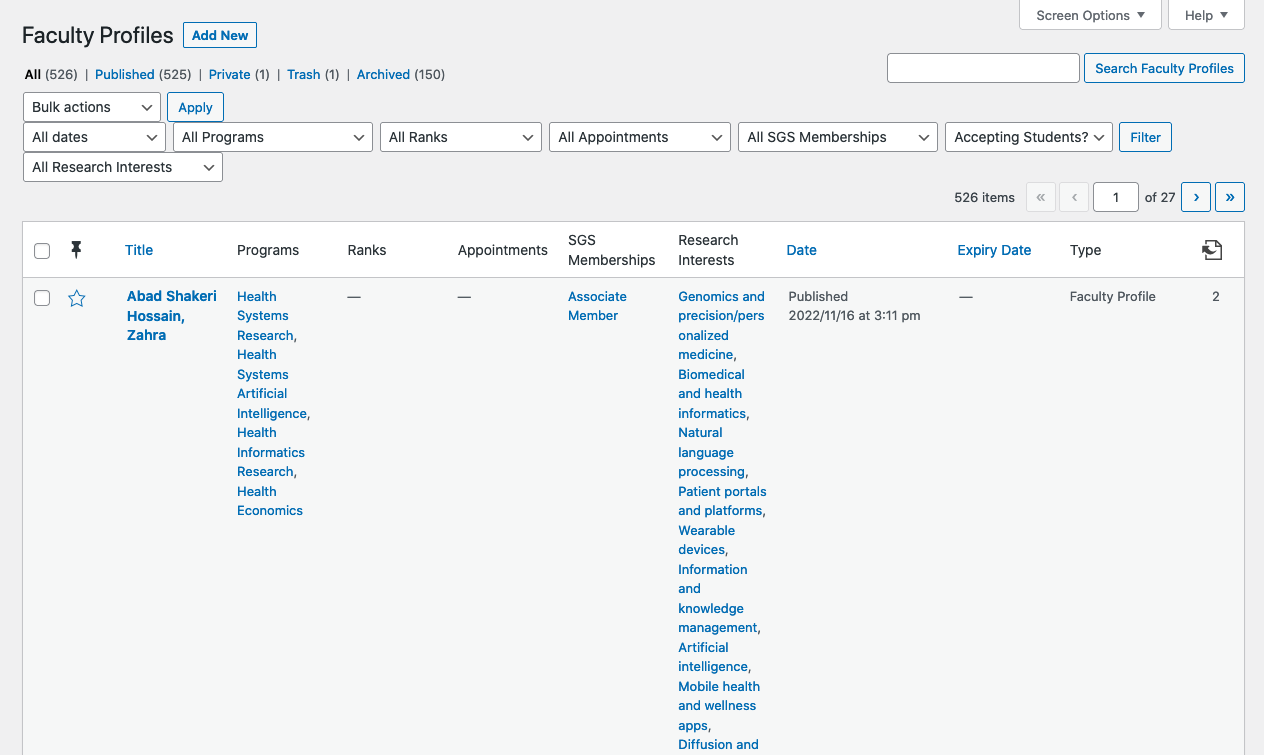 Screen Options ▼ Help ▼
Faculty Profiles Add New
All (526) | Published (525) | Private (1) | Trash (1) | Archived (150)
Search Faculty Profiles
Bulk actions Apply
All dates All Programs All Ranks All Appointments All SGS Memberships Accepting Students? Filter
All Research Interests
526 items « ‹ 1 of 27 › »
Title Programs Ranks Appointments SGS Memberships Research Interests Date Expiry Date Type
Abad Shakeri
Hossain,
Zahra
Health
Systems
Research,
Health
Systems
Artificial
Intelligence,
Health
Informatics
Research,
Health
Economics
—
—
Associate
Member
Genomics and
precision/pers
onalized
medicine,
Biomedical
and health
informatics,
Natural
language
processing,
Patient portals
and platforms,
Wearable
devices,
Information
and
knowledge
management,
Artificial
intelligence,
Mobile health
and wellness
apps,
Diffusion and
Published
2022/11/16 at 3:11 pm
—
Faculty Profile
2